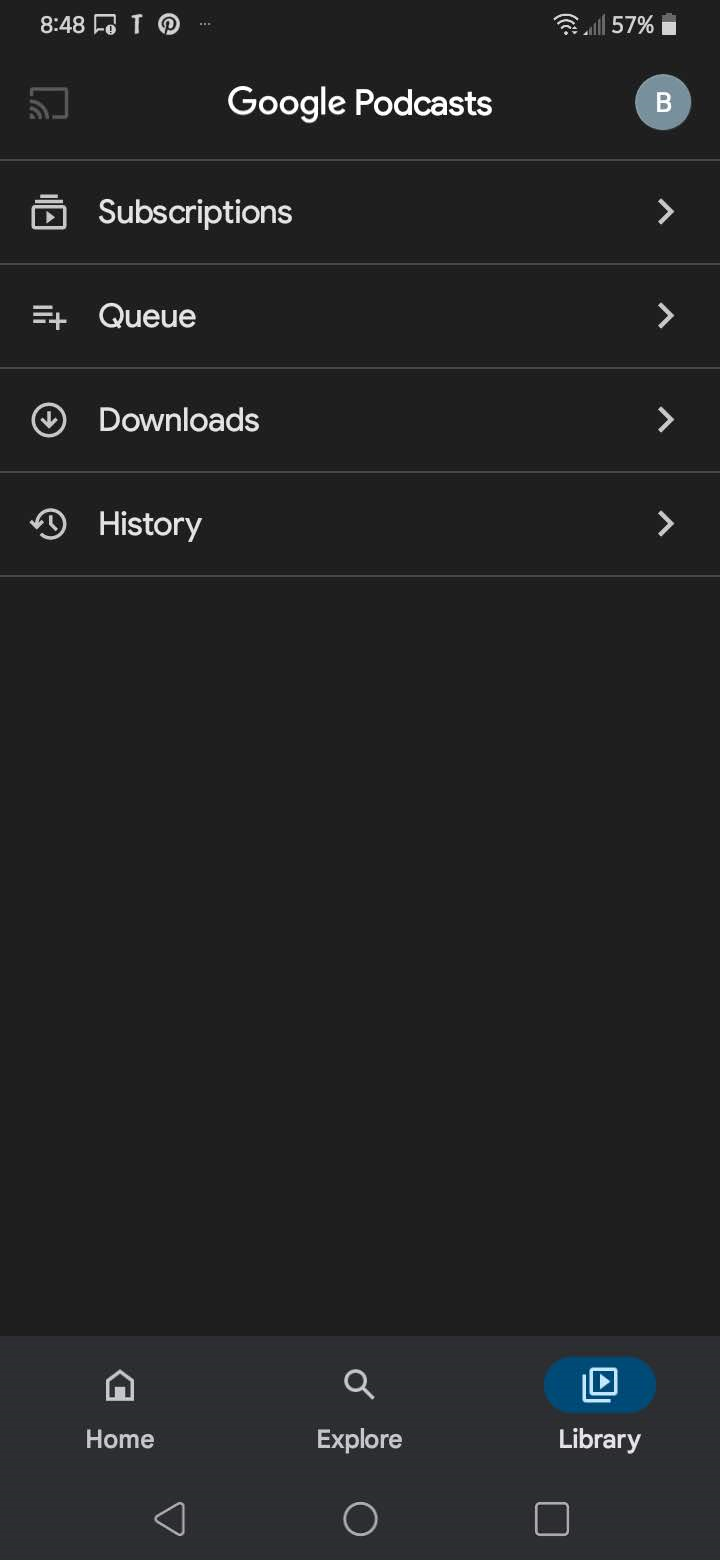 8:48 57%
Google Podcasts B
Subscriptions
Queue
Downloads
History
Home Explore Library